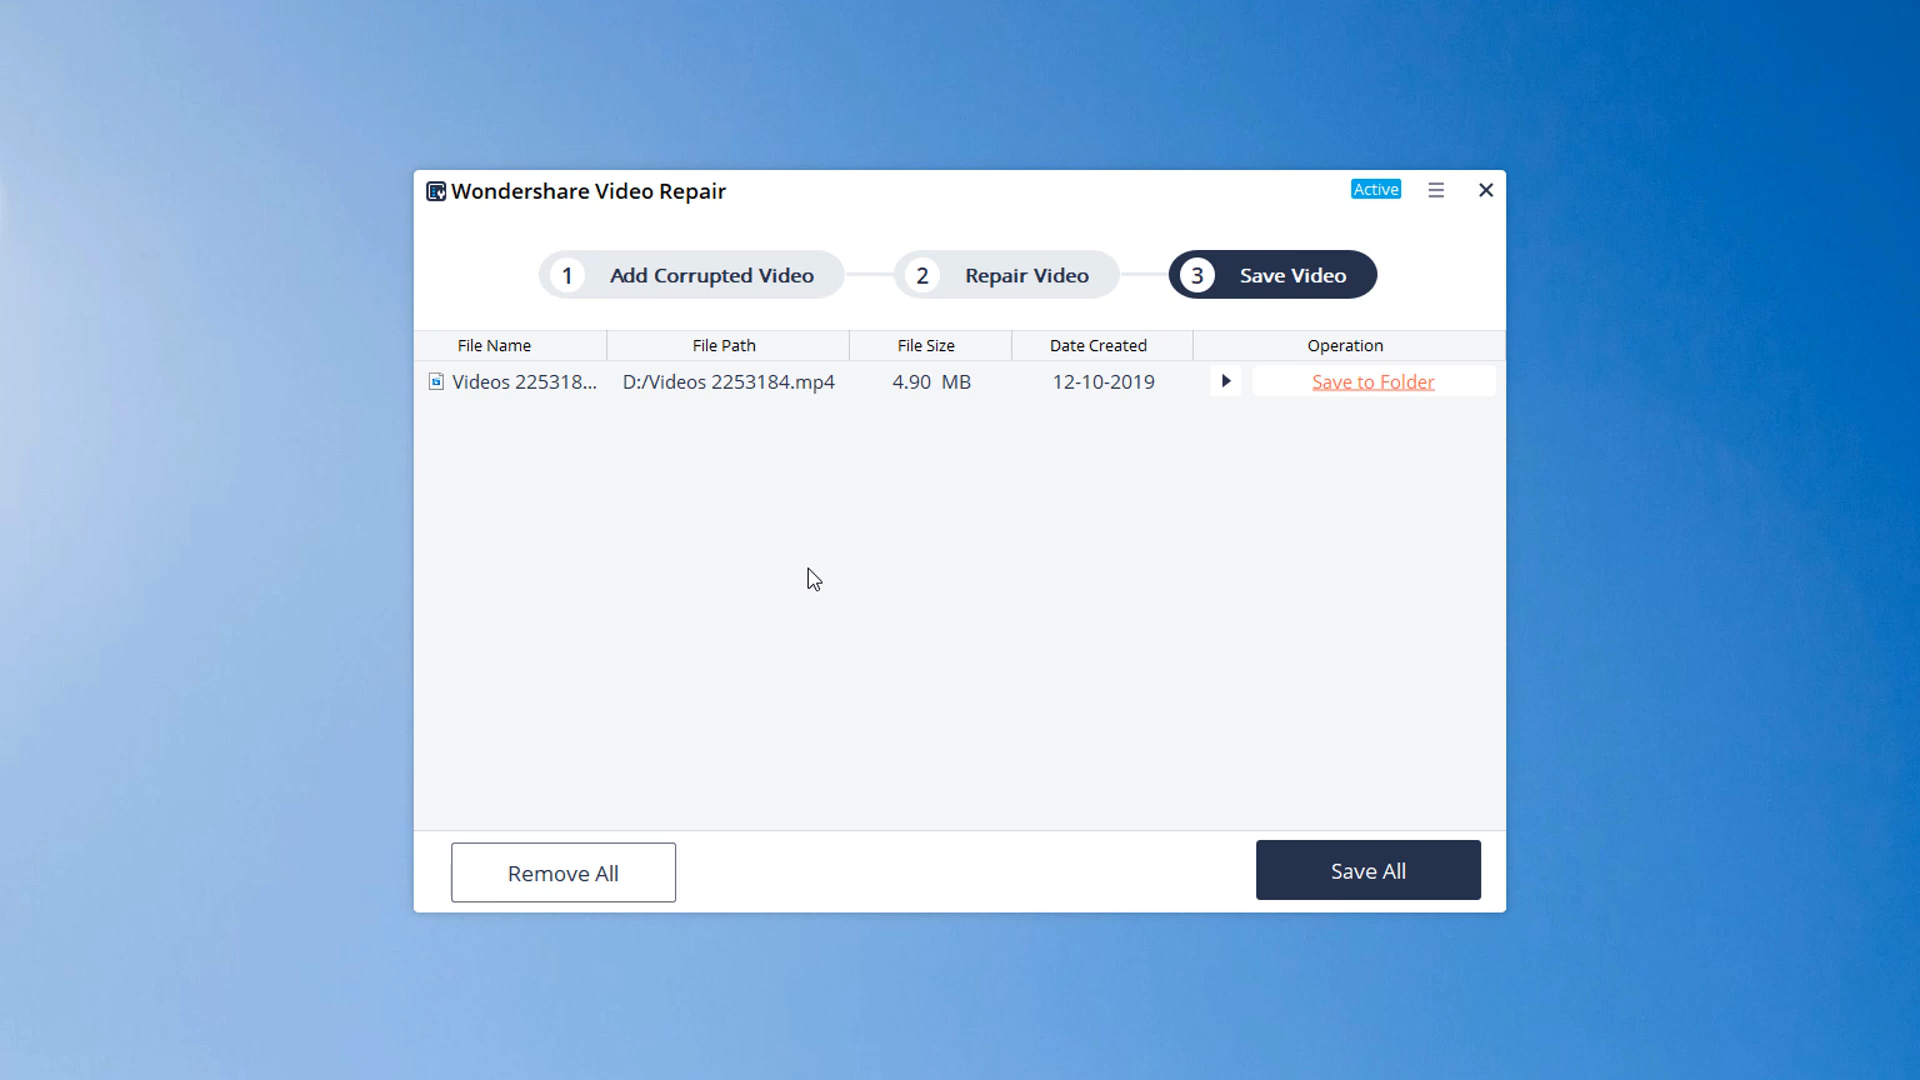 Wondershare Video Repair
Active
1 Add Corrupted Video 2 Repair Video 3 Save Video
File Name File Path File Size Date Created Operation
Videos 225318... D:/Videos 2253184.mp4 4.90 MB 12-10-2019 Save to Folder
Remove All Save All